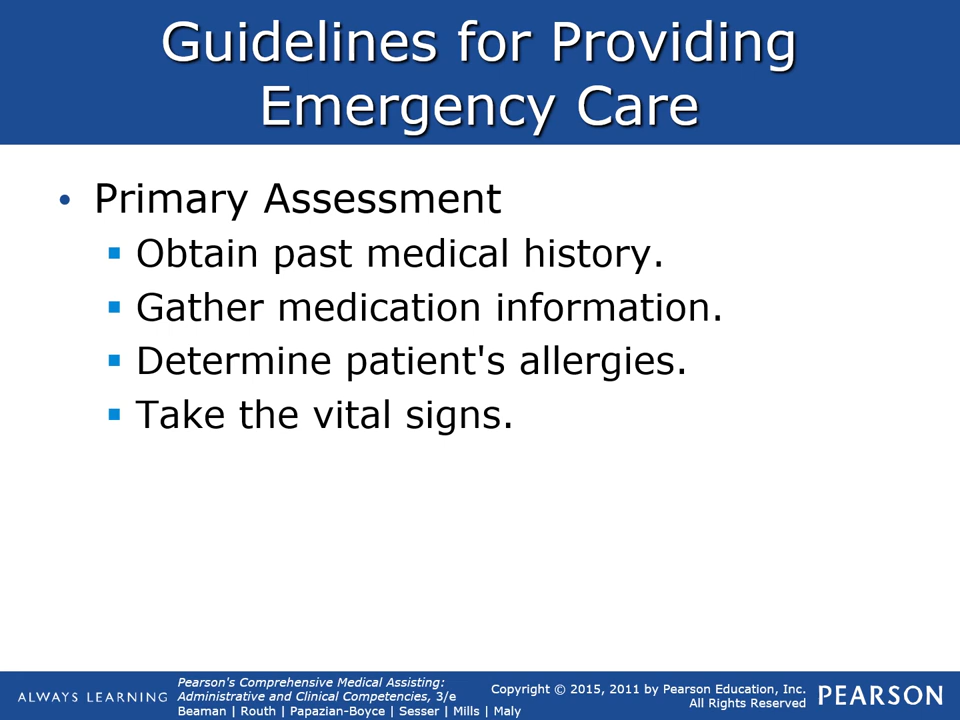 Guidelines for Providing
Emergency Care
• Primary Assessment
▪ Obtain past medical history.
▪ Gather medication information.
▪ Determine patient's allergies.
▪ Take the vital signs.
ALWAYS LEARNING
Pearson's Comprehensive Medical Assisting:
Administrative and Clinical Competencies, 3/e
Beaman | Routh | Papazian-Boyce | Sesser | Mills | Maly
Copyright © 2015, 2011 by Pearson Education, Inc.
All Rights Reserved
PEARSON